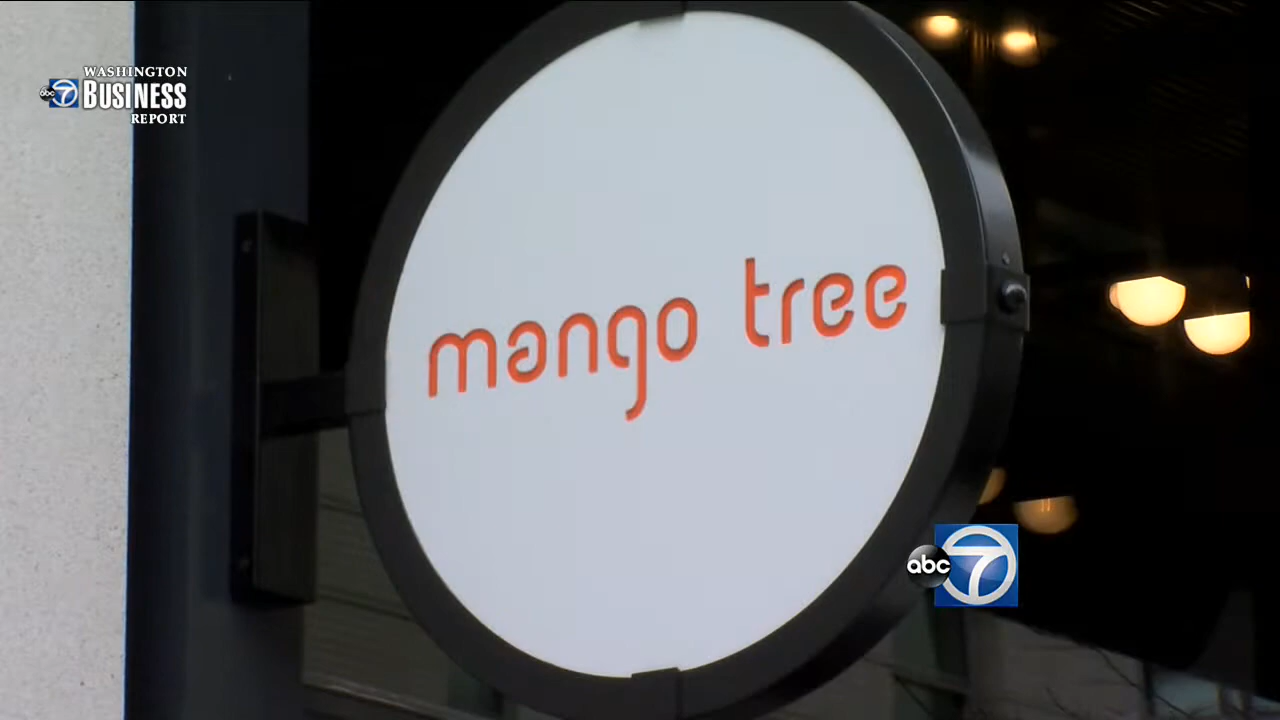 WASHINGTON
abc 7 BUSINESS
REPORT
mango tree
abc 7